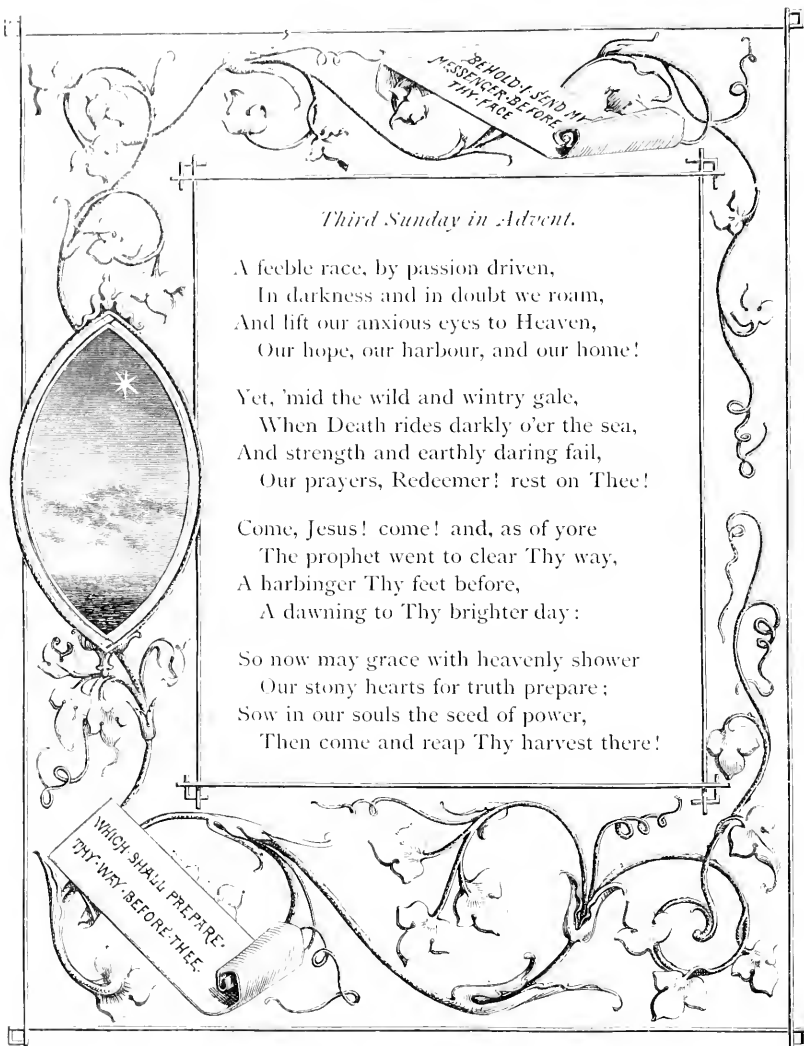 BEHOLD·I·SEND MY
MESSENGER·BEFORE
THY·FACE
Third Sunday in Advent.
A feeble race, by passion driven,
In darkness and in doubt we roam,
And lift our anxious eyes to Heaven,
Our hope, our harbour, and our home!
Yet, 'mid the wild and wintry gale,
When Death rides darkly o'er the sea,
And strength and earthly daring fail,
Our prayers, Redeemer! rest on Thee!
Come, Jesus! come! and, as of yore
The prophet went to clear Thy way,
A harbinger Thy feet before,
A dawning to Thy brighter day:
So now may grace with heavenly shower
Our stony hearts for truth prepare;
Sow in our souls the seed of power,
Then come and reap Thy harvest there!
WHICH·SHALL PREPARE·
THY·WAY·BEFORE·THEE.